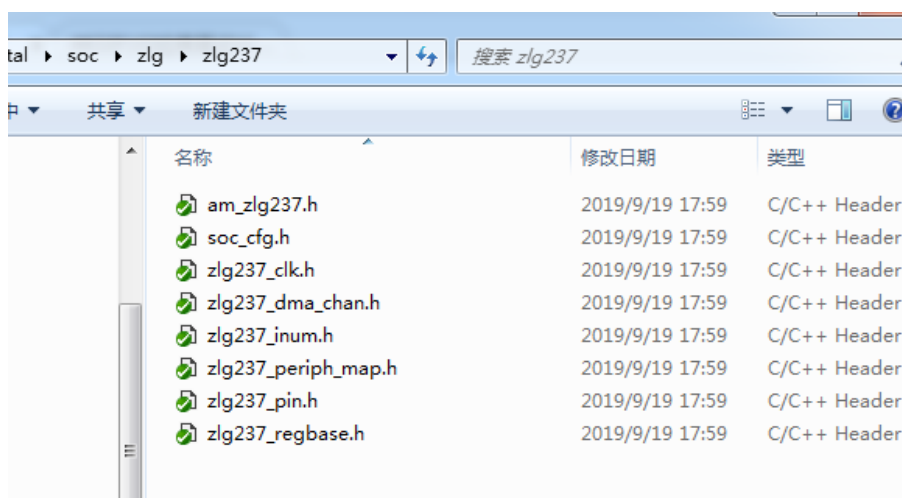 tal soc zlg zlg237 搜索 zlg237
共享 新建文件夹
名称 修改日期 类型
am_zlg237.h 2019/9/19 17:59 C/C++ Header
soc_cfg.h 2019/9/19 17:59 C/C++ Header
zlg237_clk.h 2019/9/19 17:59 C/C++ Header
zlg237_dma_chan.h 2019/9/19 17:59 C/C++ Header
zlg237_inum.h 2019/9/19 17:59 C/C++ Header
zlg237_periph_map.h 2019/9/19 17:59 C/C++ Header
zlg237_pin.h 2019/9/19 17:59 C/C++ Header
zlg237_regbase.h 2019/9/19 17:59 C/C++ Header